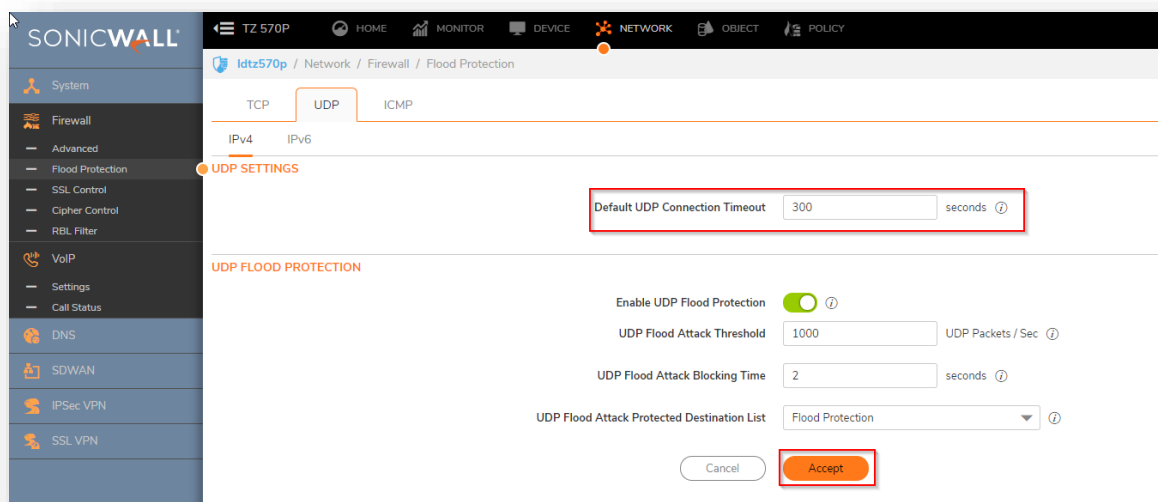 SONICWALL
TZ 570P HOME MONITOR DEVICE NETWORK OBJECT POLICY
ldtz570p / Network / Firewall / Flood Protection
System
Firewall
Advanced
Flood Protection
SSL Control
Cipher Control
RBL Filter
VoIP
Settings
Call Status
DNS
SDWAN
IPSec VPN
SSL VPN
TCP UDP ICMP
IPv4 IPv6
UDP SETTINGS
Default UDP Connection Timeout 300 seconds
UDP FLOOD PROTECTION
Enable UDP Flood Protection
UDP Flood Attack Threshold 1000 UDP Packets / Sec
UDP Flood Attack Blocking Time 2 seconds
UDP Flood Attack Protected Destination List Flood Protection
Cancel Accept